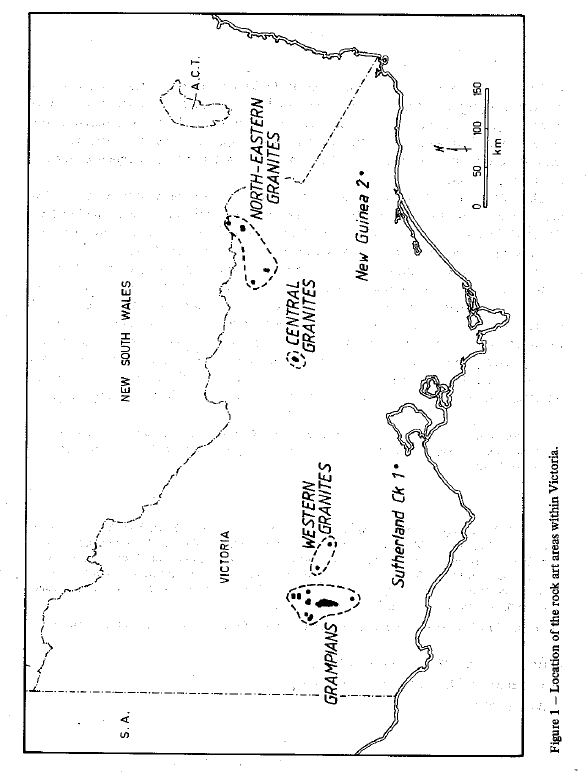 NEW SOUTH WALES
A.C.T.
NORTH-EASTERN
GRANITES
CENTRAL
GRANITES
New Guinea 2
N
0 50 100 150
km
VICTORIA
WESTERN
GRANITES
Sutherland Ck 1
GRAMPIANS
S.A.
Figure 1 – Location of the rock art areas within Victoria.